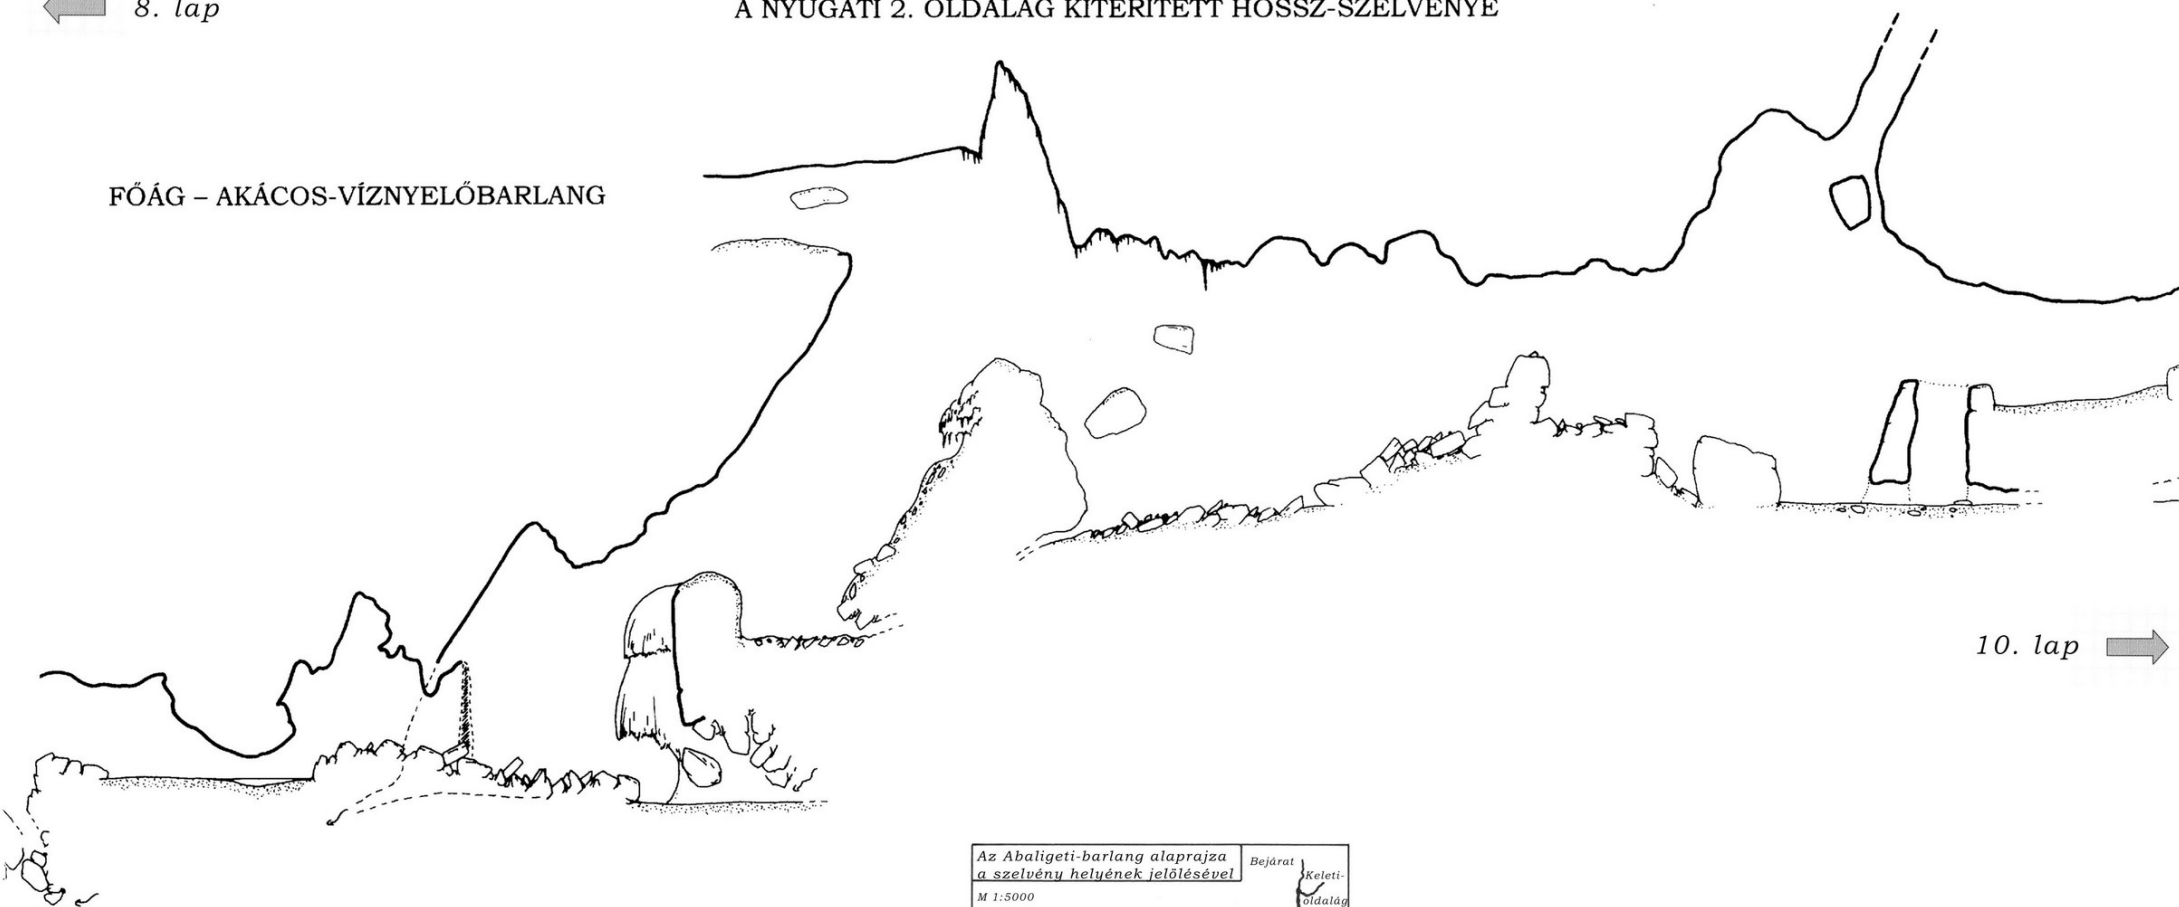 8. lap
A NYUGATI 2. OLDALÁG KITERÍTETT HOSSZ-SZELVÉNYE
FŐÁG – AKÁCOS-VÍZNYELŐBARLANG
10. lap
Az Abaligeti-barlang alaprajza
a szelvény helyének jelölésével
M 1:5000
Bejárat
Keleti-
oldalág